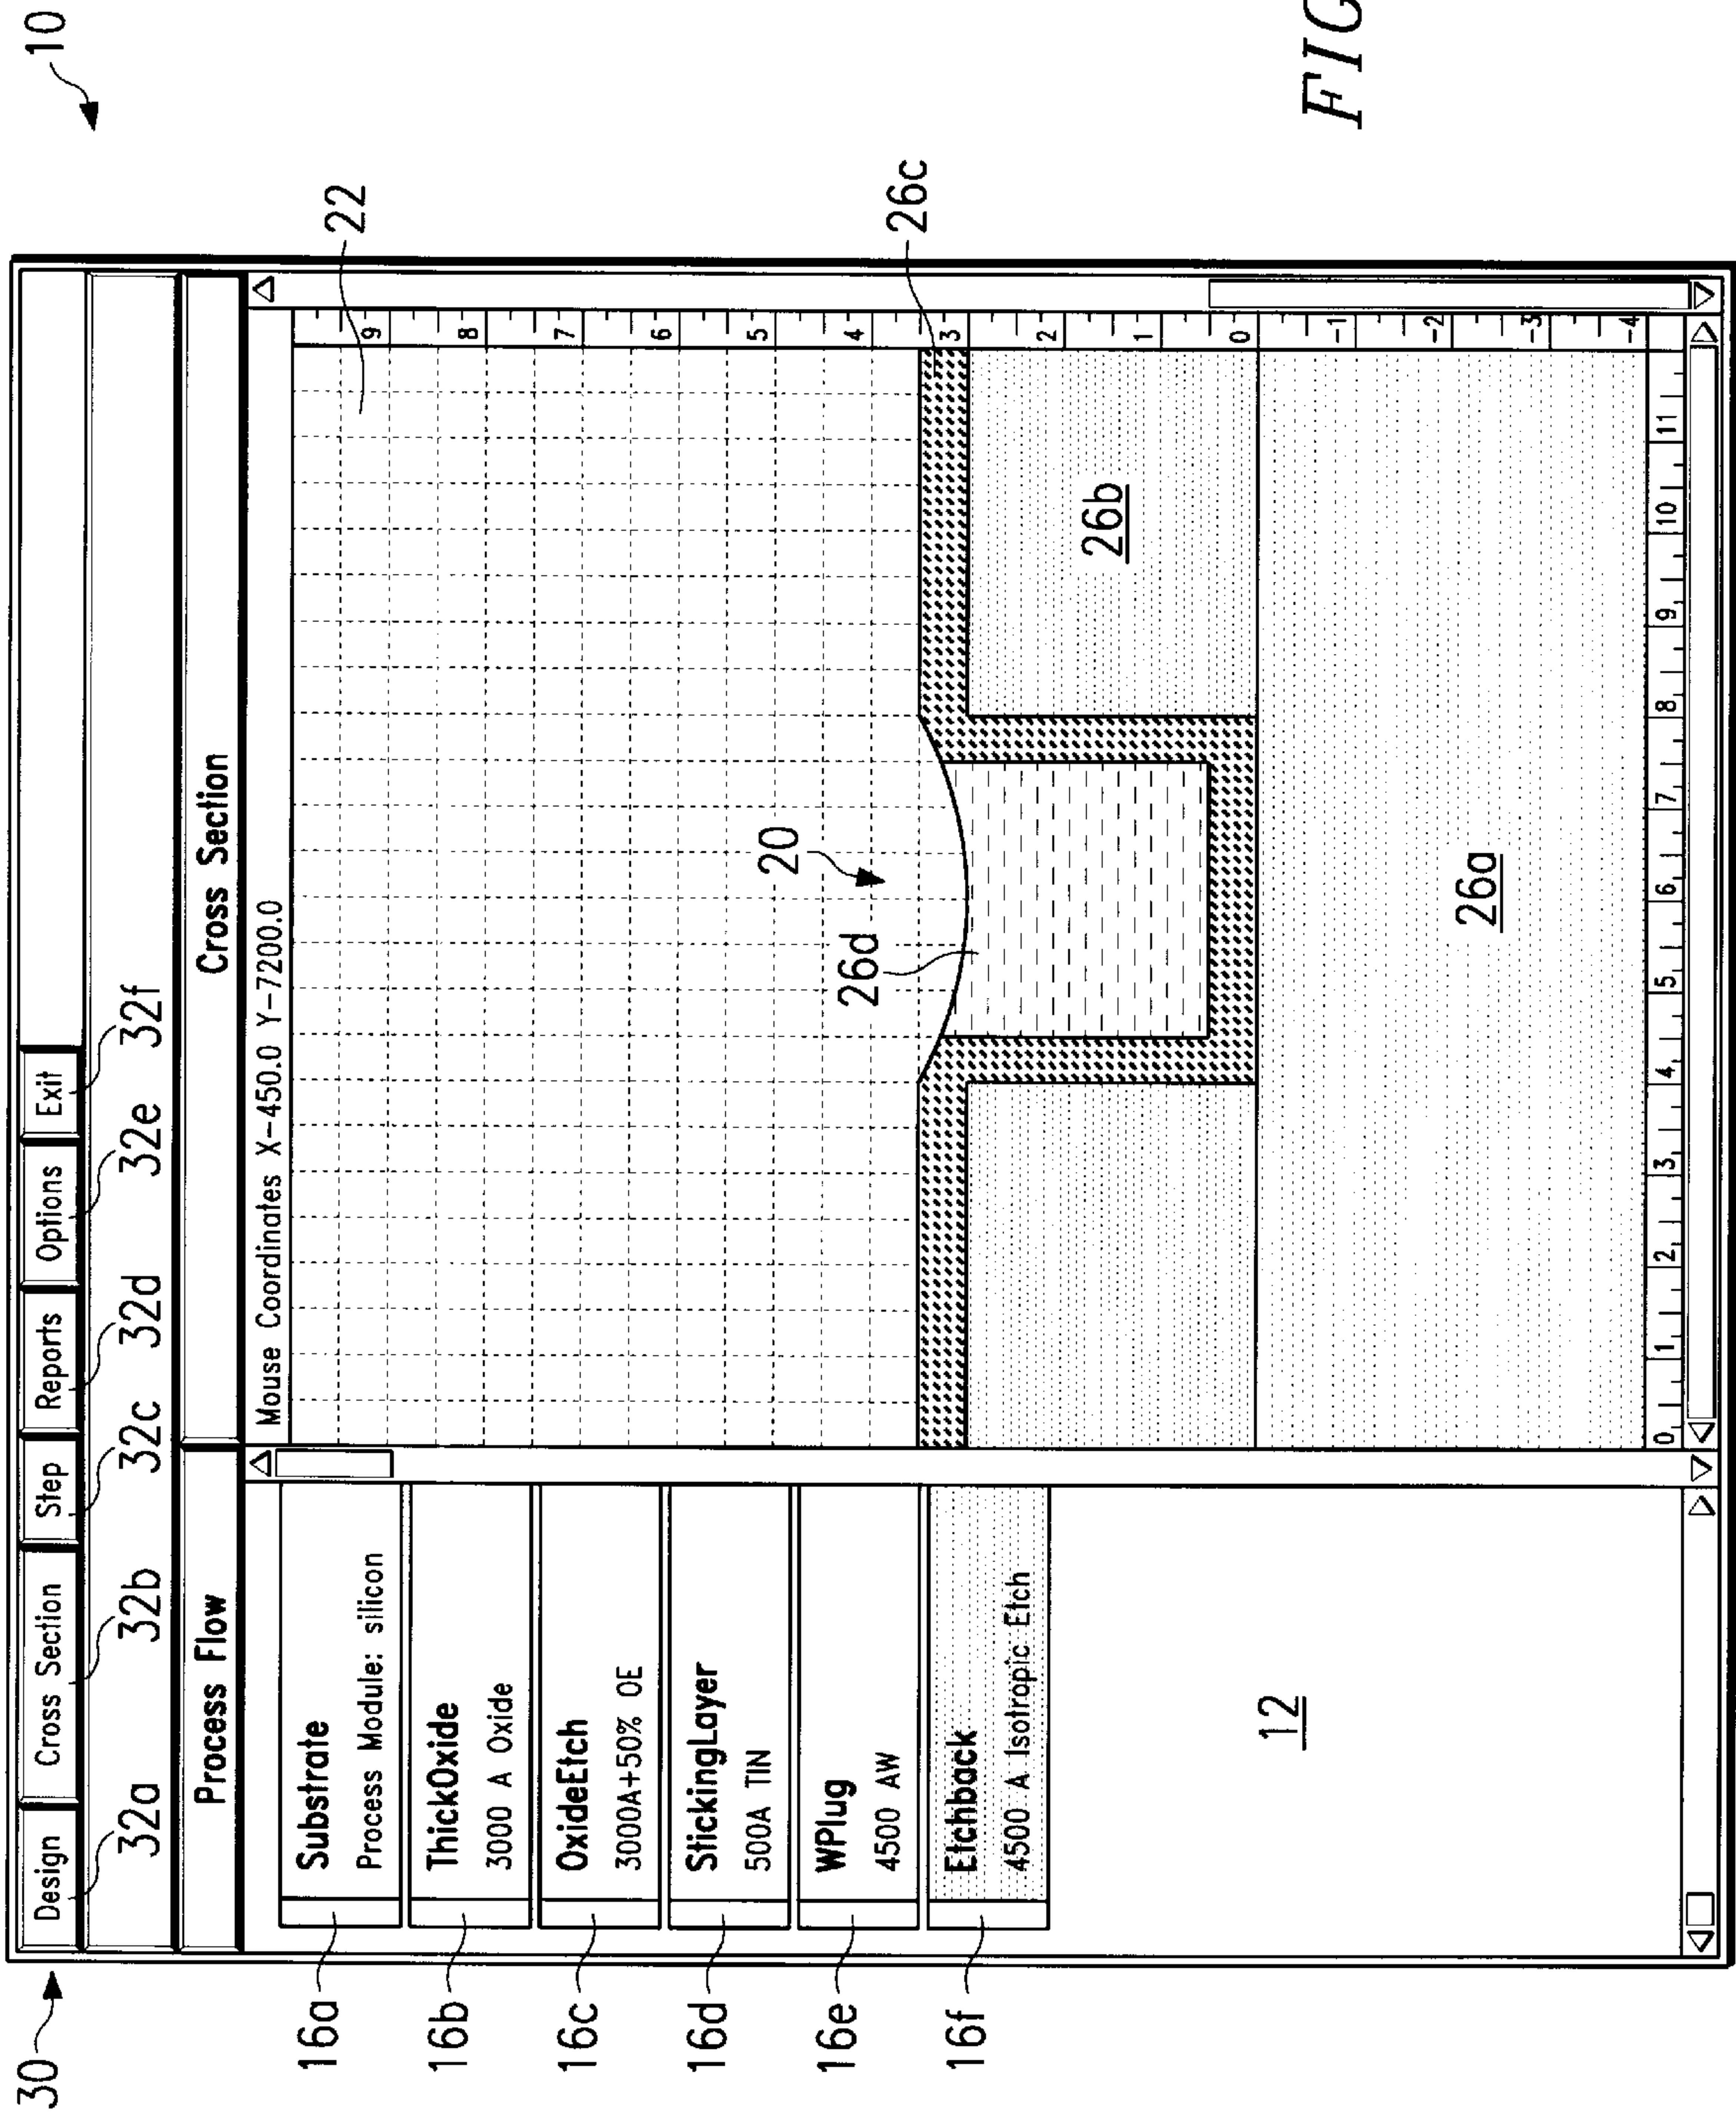 10
30
Design Cross Section Step Reports Options Exit
32a 32b 32c 32d 32e 32f
Process Flow
Cross Section
Mouse Coordinates X-450.0 Y-7200.0
16a
Substrate
Process Module: silicon
16b
ThickOxide
3000 A Oxide
16c
OxideEtch
3000A+50% OE
16d
StickingLayer
500A TIN
16e
WPlug
4500 AW
16f
Etchback
4500 A Isotropic Etch
12
22
20
26d
26c
26b
26a
9
8
7
6
5
4
3
2
1
0
-1
-2
-3
-4
0 1 2 3 4 5 6 7 8 9 10 11
FIG